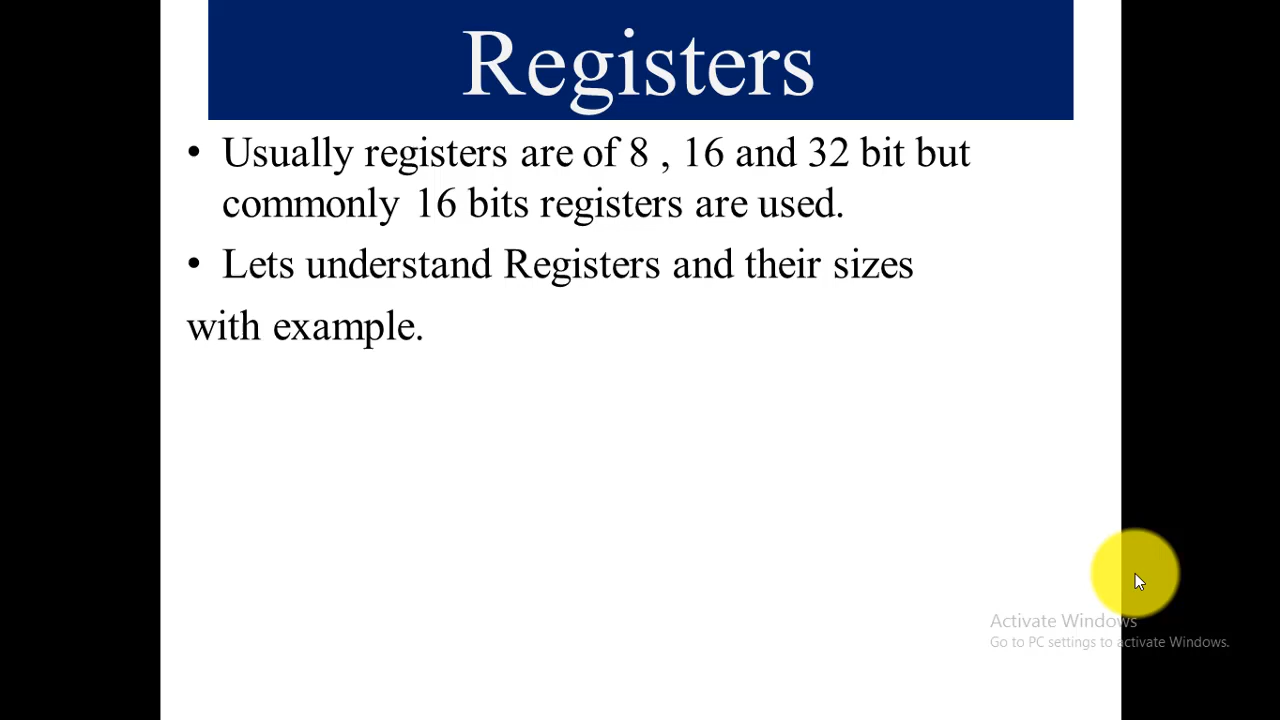 Registers
• Usually registers are of 8 , 16 and 32 bit but
commonly 16 bits registers are used.
• Lets understand Registers and their sizes
with example.
Activate Windows
Go to PC settings to activate Windows.